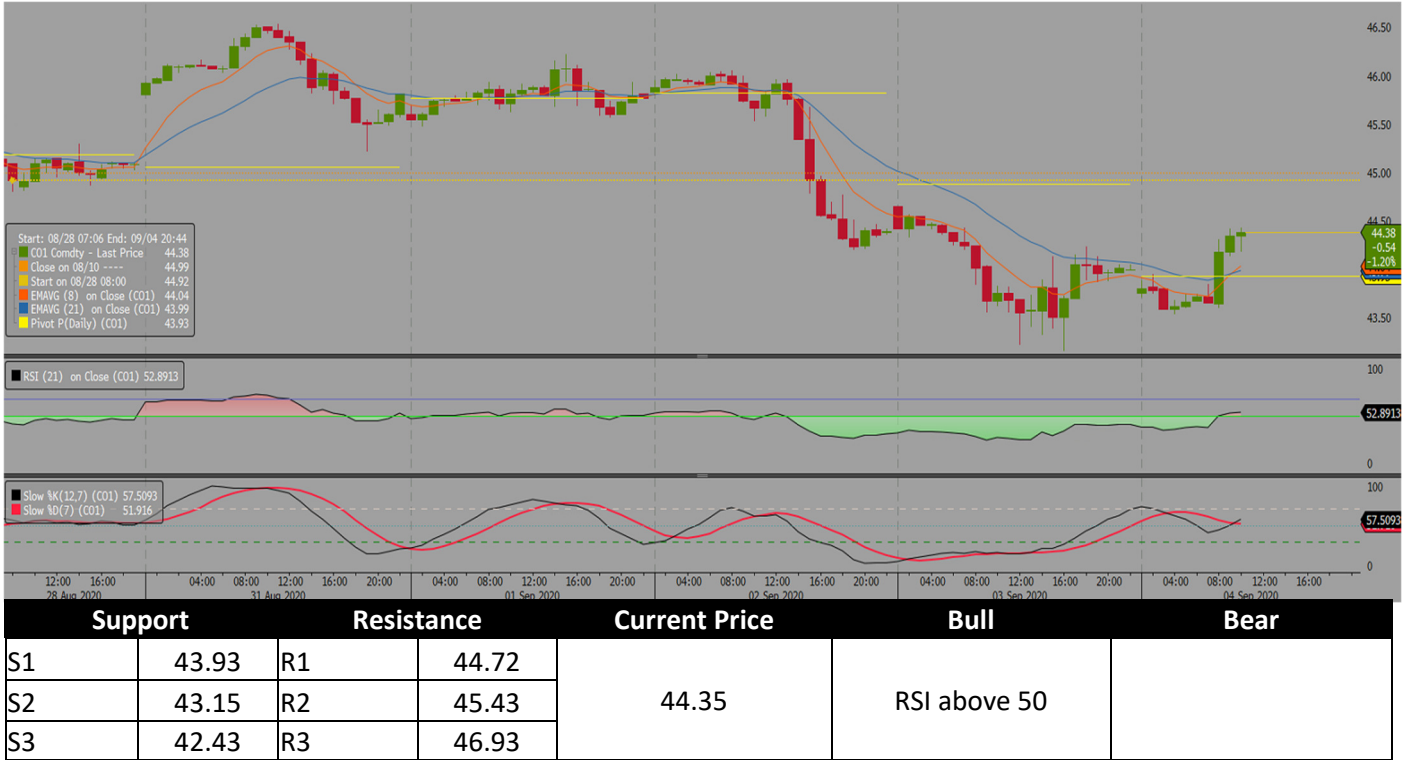 46.50
46.00
45.50
45.00
44.50
44.38
-0.54
-1.20%
43.50
Start: 08/28 07:06 End: 09/04 20:44
CO1 Comdty - Last Price 44.38
Close on 08/10 ---- 44.99
Start on 08/28 08:00 44.92
EMAVG (8) on Close (CO1) 44.04
EMAVG (21) on Close (CO1) 43.99
Pivot P(Daily) (CO1) 43.93
RSI (21) on Close (CO1) 52.8913
100
52.8913
0
Slow %K(12,7) (CO1) 57.5093
Slow %D(7) (CO1) 51.916
100
57.5093
0
12:00 16:00 04:00 08:00 12:00 16:00 20:00 04:00 08:00 12:00 16:00 20:00 04:00 08:00 12:00 16:00 20:00 04:00 08:00 12:00 16:00 20:00 04:00 08:00 12:00 16:00
28 Aug 2020 31 Aug 2020 01 Sep 2020 02 Sep 2020 03 Sep 2020 04 Sep 2020
Support Resistance Current Price Bull Bear
S1 43.93 R1 44.72
S2 43.15 R2 45.43 44.35 RSI above 50
S3 42.43 R3 46.93